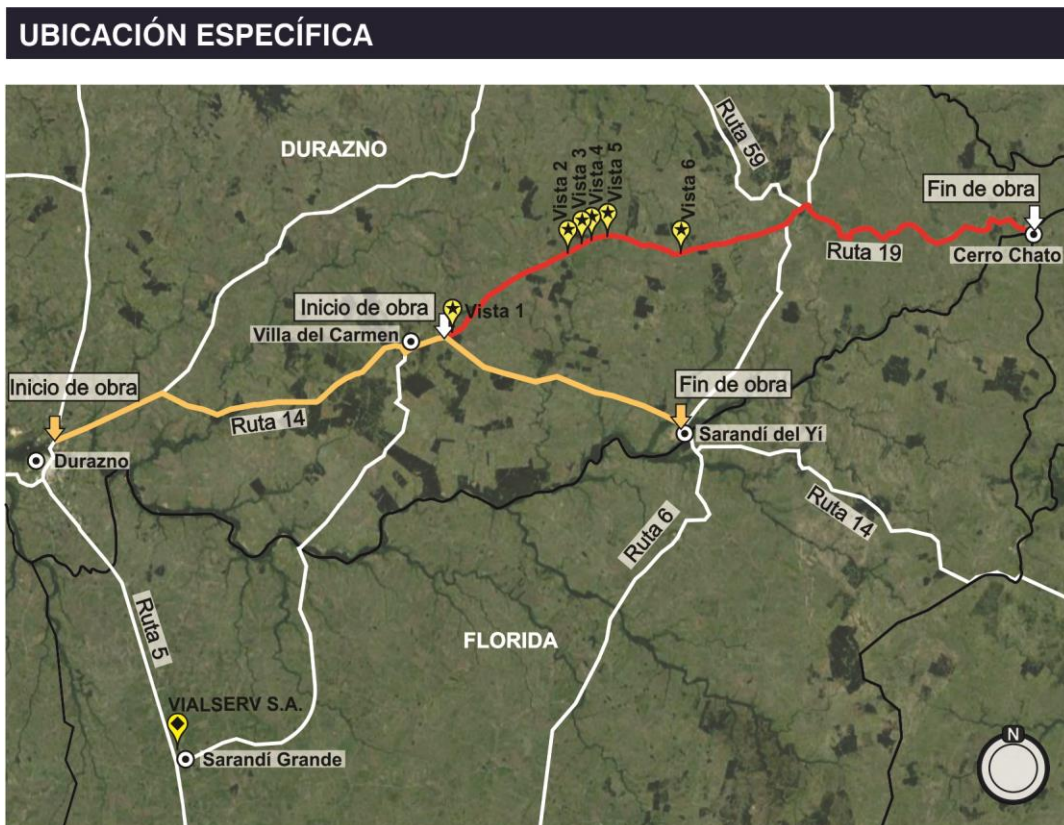 UBICACIÓN ESPECÍFICA
DURAZNO
Ruta 59
Vista 2
Vista 3
Vista 4
Vista 5
Vista 6
Fin de obra
Ruta 19
Cerro Chato
Inicio de obra
Vista 1
Villa del Carmen
Inicio de obra
Fin de obra
Ruta 14
Sarandí del Yí
Durazno
Ruta 14
Ruta 6
Ruta 5
FLORIDA
VIALSERV S.A.
Sarandí Grande
N